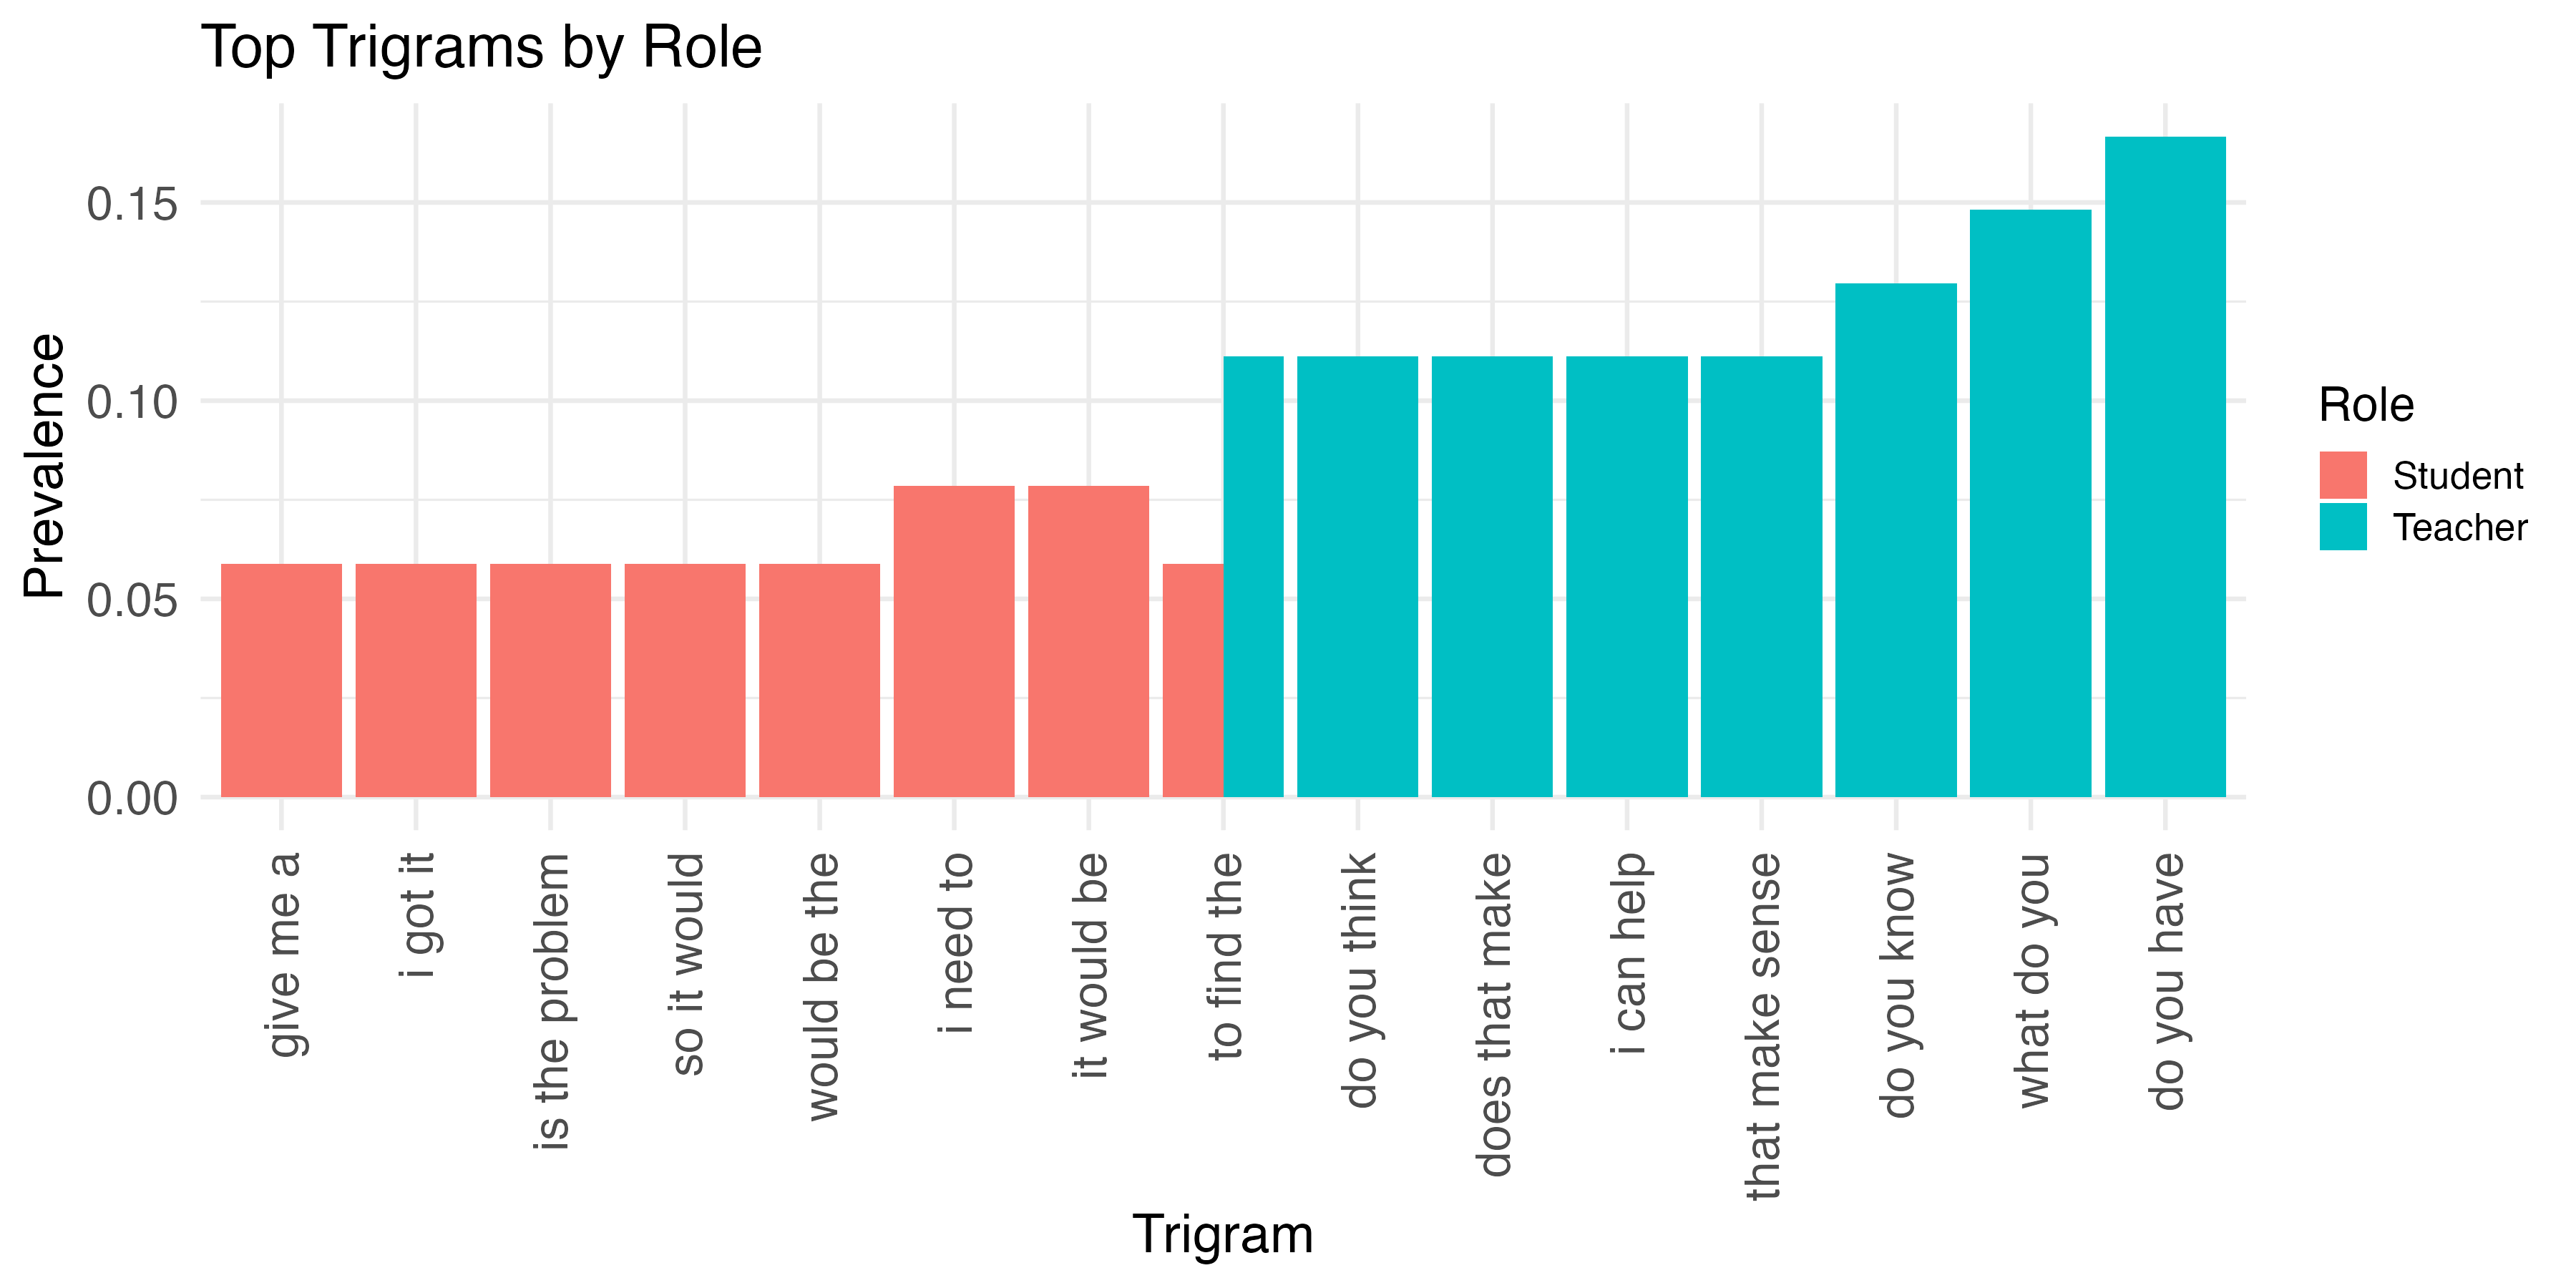 Top Trigrams by Role
Prevalence
0.15
0.10
0.05
0.00
give me a
i got it
is the problem
so it would
would be the
i need to
it would be
to find the
do you think
does that make
i can help
that make sense
do you know
what do you
do you have
Trigram
Role
Student
Teacher